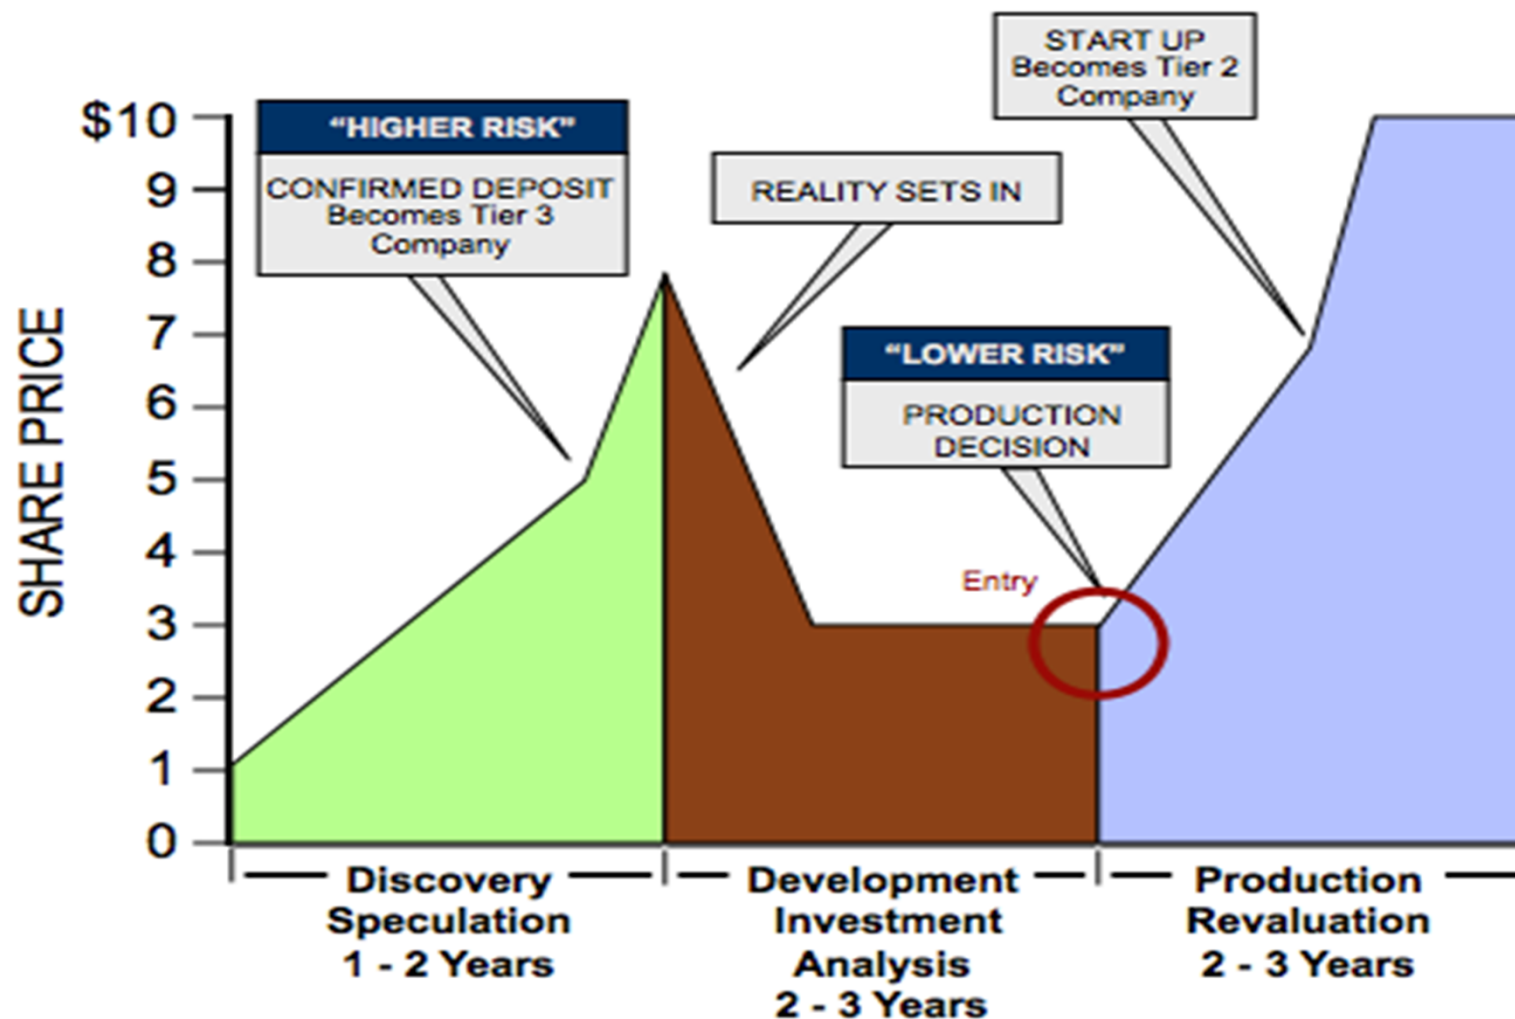 START UP
Becomes Tier 2
Company
"HIGHER RISK"
CONFIRMED DEPOSIT
Becomes Tier 3
Company
REALITY SETS IN
"LOWER RISK"
PRODUCTION
DECISION
Entry
SHARE PRICE
$10
9
8
7
6
5
4
3
2
1
0
Discovery
Speculation
1 - 2 Years
Development
Investment
Analysis
2 - 3 Years
Production
Revaluation
2 - 3 Years